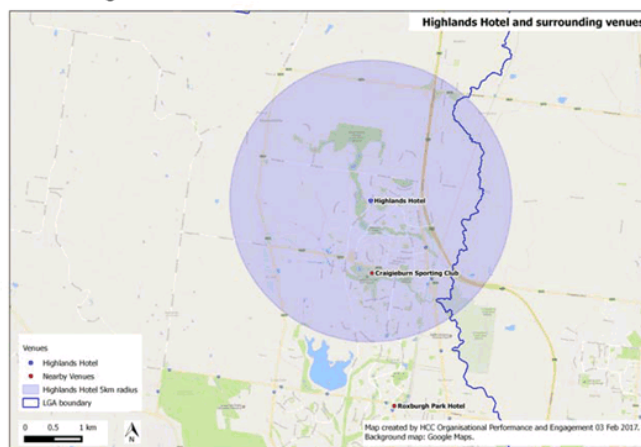 Highlands Hotel and surrounding venues
Highlands Hotel
Craigieburn Sporting Club
Venues
Highlands Hotel
Nearby Venues
Highlands Hotel 5km radius
LGA boundary
Roxburgh Park Hotel
0 0.5 1 km
N
Map created by HCC Organisational Performance and Engagement 03 Feb 2017.
Background map: Google Maps.